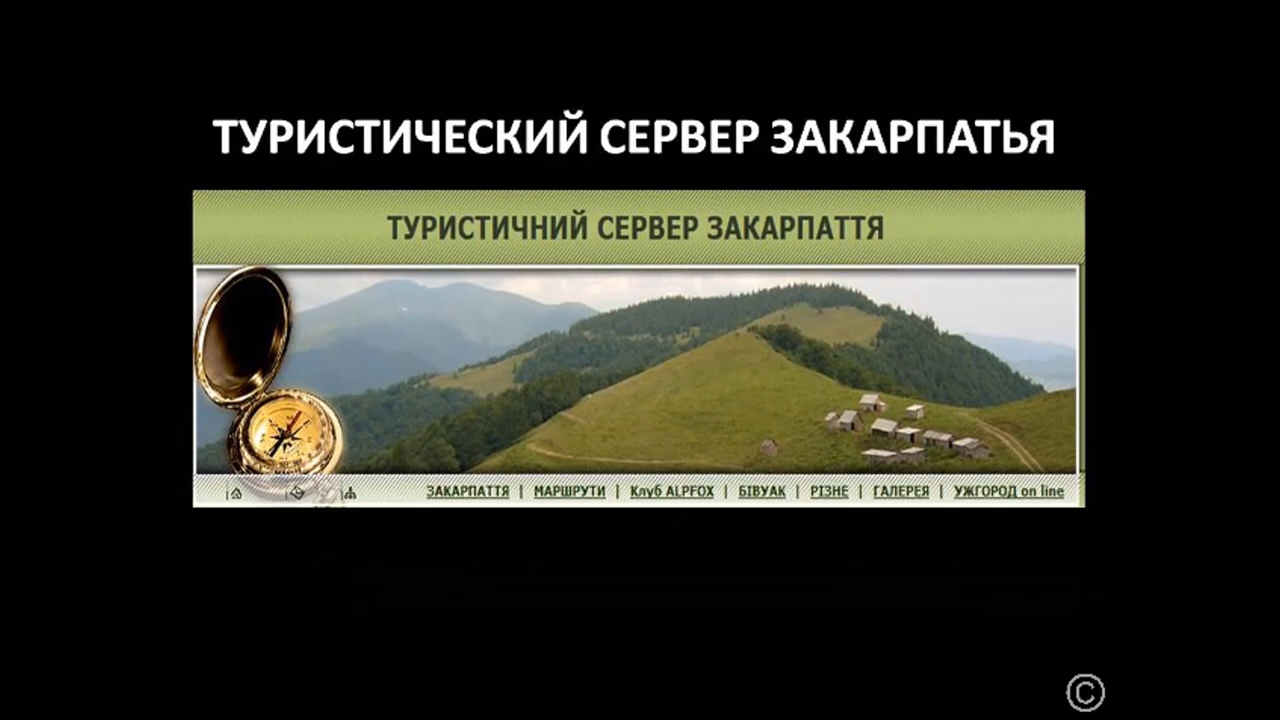 ТУРИСТИЧЕСКИЙ СЕРВЕР ЗАКАРПАТЬЯ
ТУРИСТИЧНИЙ СЕРВЕР ЗАКАРПАТТЯ
ЗАКАРПАТТЯ | МАРШРУТИ | Клуб ALPFOX | БІВУАК | РІЗНЕ | ГАЛЕРЕЯ | УЖГОРОД on line
©